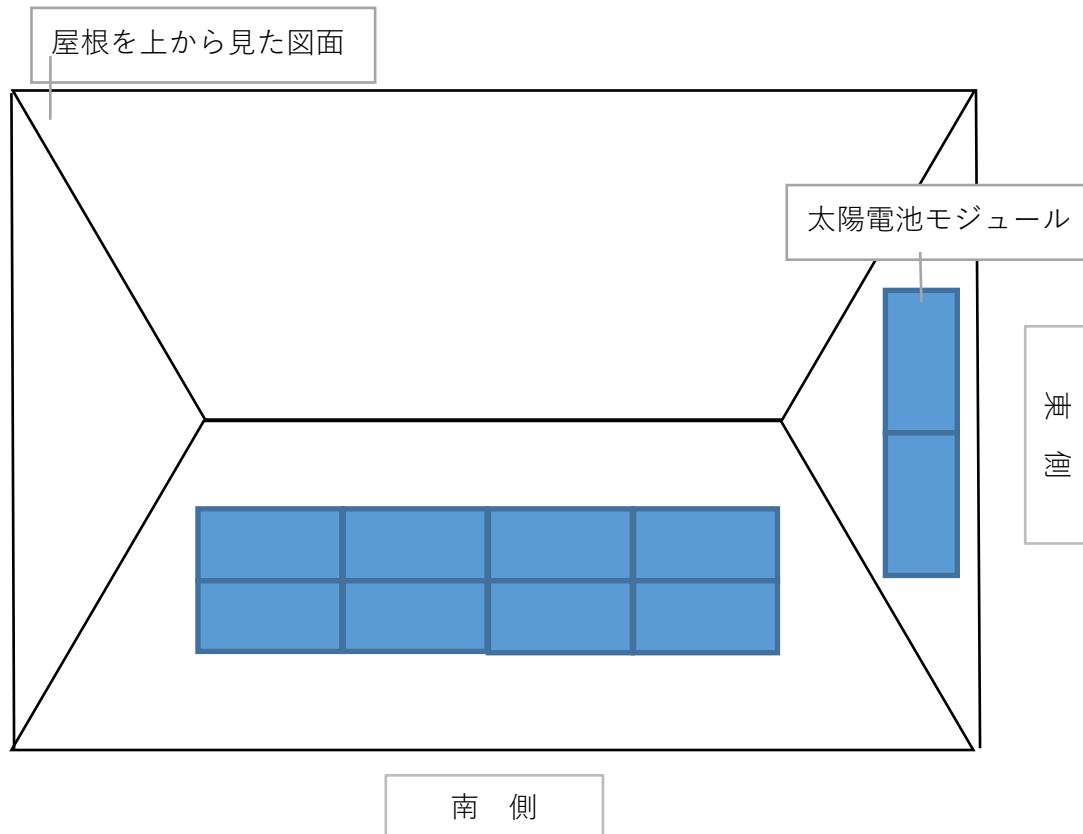 屋根を上から見た図面
太陽電池モジュール
東側
南　側